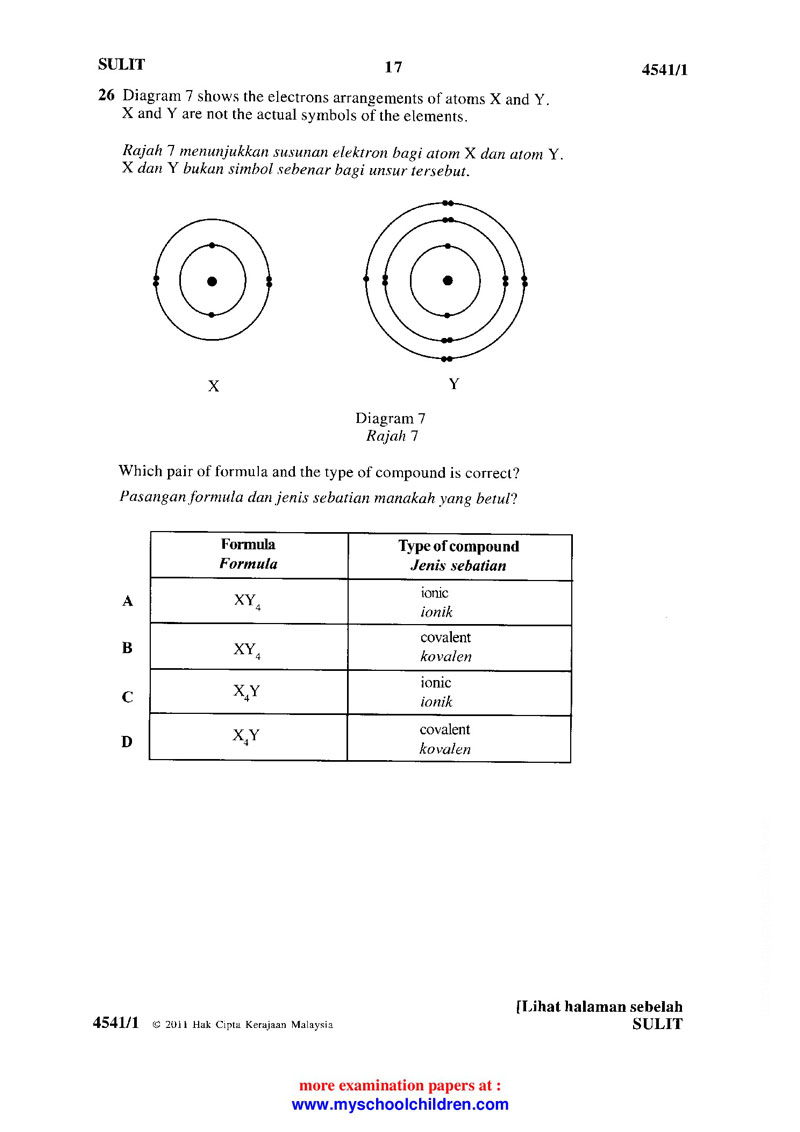 SULIT
17
4541/1
26 Diagram 7 shows the electrons arrangements of atoms X and Y.
X and Y are not the actual symbols of the elements.
Rajah 7 menunjukkan susunan elektron bagi atom X dan atom Y.
X dan Y bukan simbol sebenar bagi unsur tersebut.
X
Y
Diagram 7
Rajah 7
Which pair of formula and the type of compound is correct?
Pasangan formula dan jenis sebatian manakah yang betul?
Formula
Formula
Type of compound
Jenis sebatian
A
XY₄
ionic
ionik
B
XY₄
covalent
kovalen
C
X₄Y
ionic
ionik
D
X₄Y
covalent
kovalen
[Lihat halaman sebelah
4541/1 © 2011 Hak Cipta Kerajaan Malaysia
SULIT
more examination papers at :
www.myschoolchildren.com